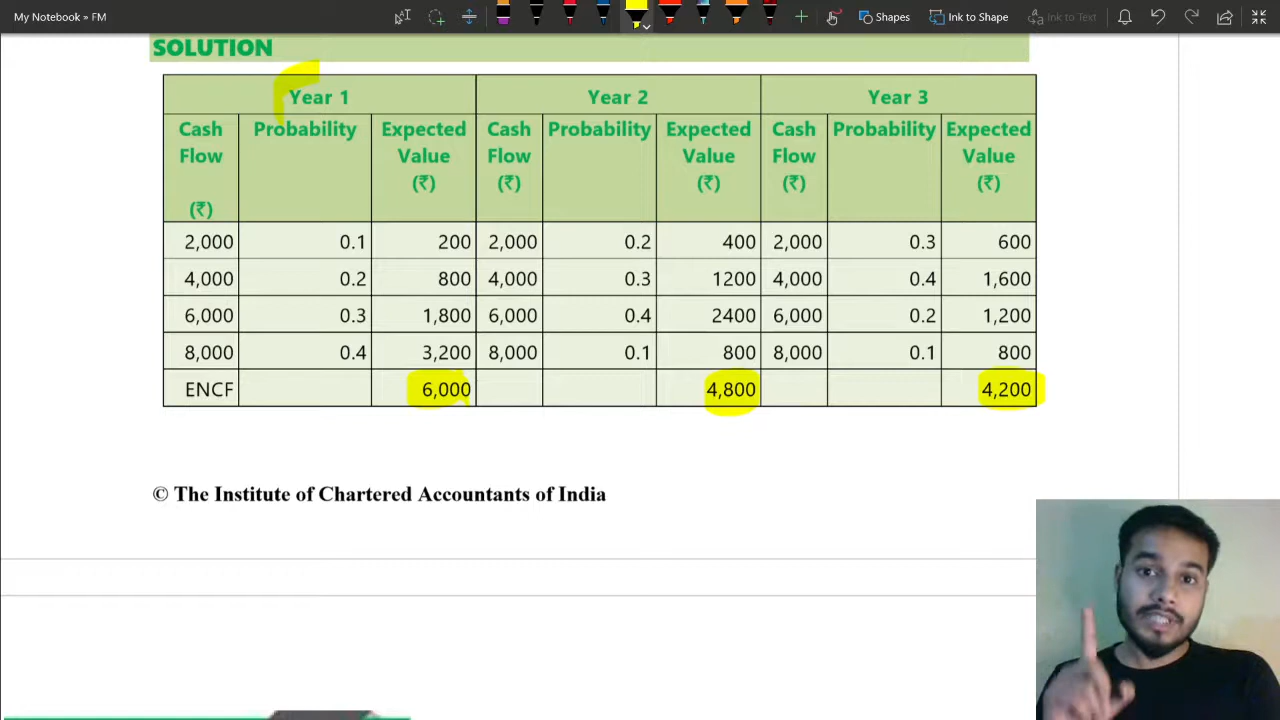 My Notebook » FM
Shapes
Ink to Shape
Ink to Text
SOLUTION
Year 1 Year 2 Year 3
Cash Flow (₹) Probability Expected Value (₹) Cash Flow (₹) Probability Expected Value (₹) Cash Flow (₹) Probability Expected Value (₹)
2,000 0.1 200 2,000 0.2 400 2,000 0.3 600
4,000 0.2 800 4,000 0.3 1200 4,000 0.4 1,600
6,000 0.3 1,800 6,000 0.4 2400 6,000 0.2 1,200
8,000 0.4 3,200 8,000 0.1 800 8,000 0.1 800
ENCF 6,000 4,800 4,200
© The Institute of Chartered Accountants of India